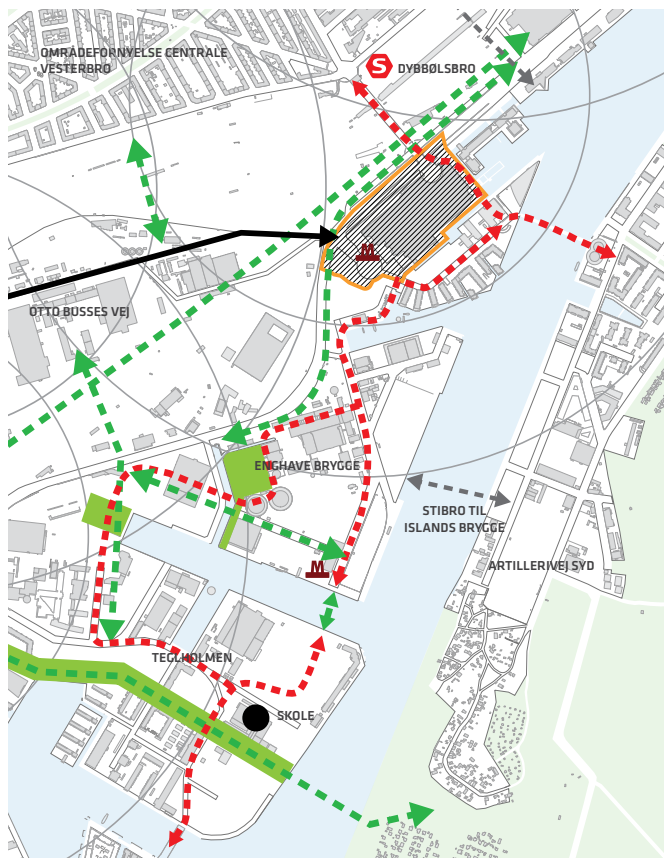 OMRÅDEFORNYELSE CENTRALE
VESTERBRO
S
DYBBØLSBRO
M
OTTO BUSSES VEJ
ENGHAVE BRYGGE
STIBRO TIL
ISLANDS BRYGGE
M
ARTILLERIVEJ SYD
TEGLHOLMEN
SKOLE